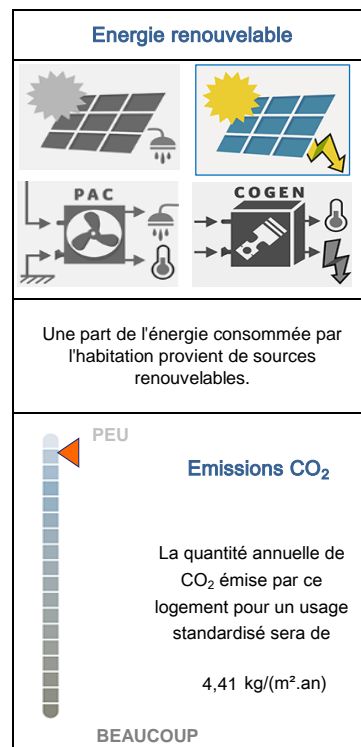 Energie renouvelable
PAC
COGEN
Une part de l'énergie consommée par
l'habitation provient de sources
renouvelables.
PEU
Emissions CO₂
La quantité annuelle de
CO₂ émise par ce
logement pour un usage
standardisé sera de
4,41 kg/(m².an)
BEAUCOUP